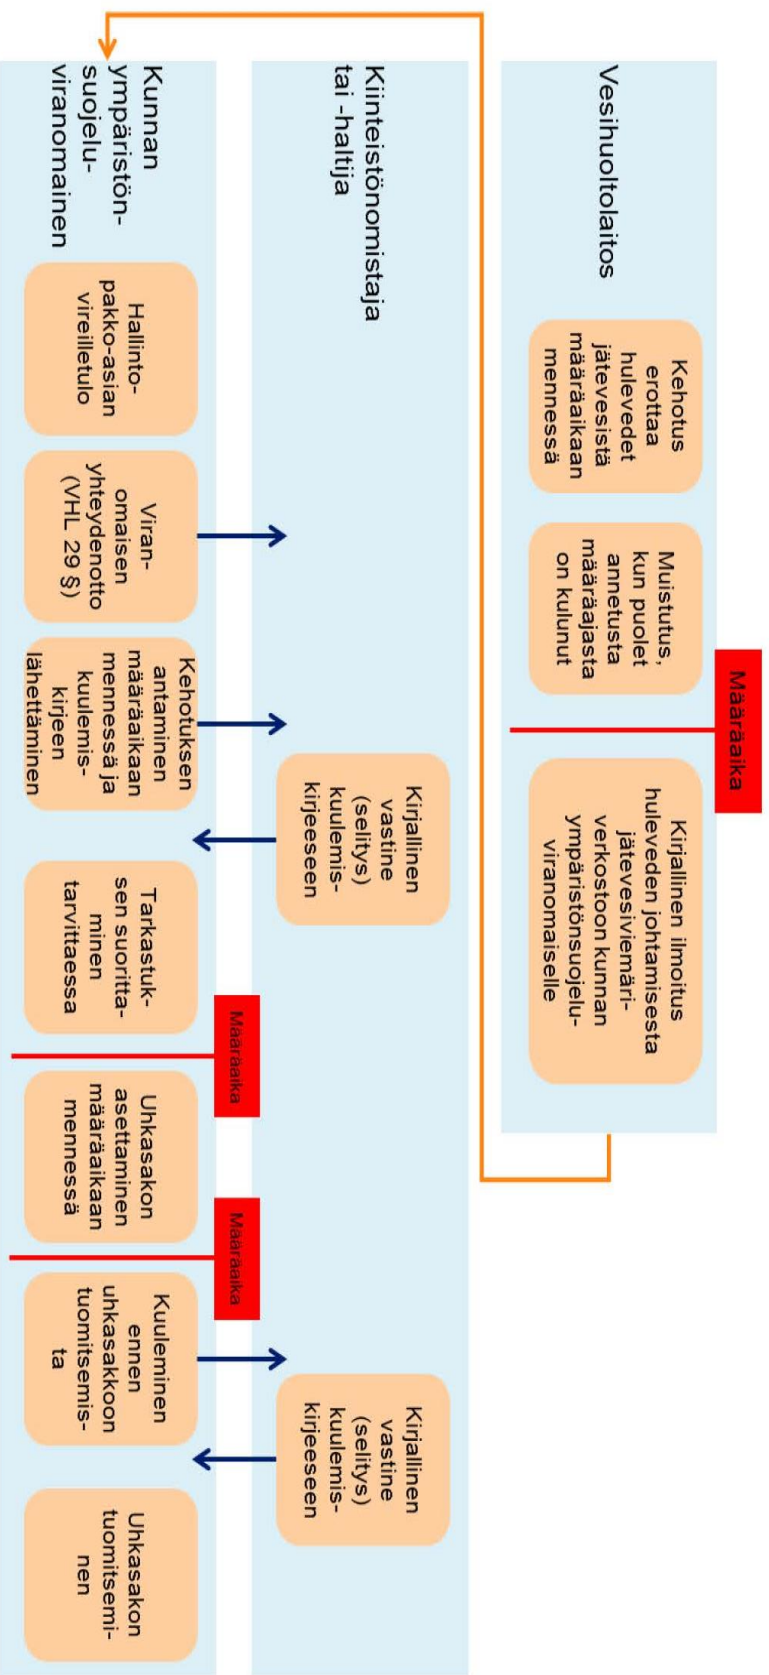 Määräaika
Vesihuoltolaitos
Kehotus
erottaa
hulevedet
jätevesistä
määräaikaan
mennessä
Muistutus,
kun puolet
annetusta
määräajasta
on kulunut
Kirjallinen ilmoitus
huleveden johtamisesta
jätevesiviemäri-
verkostoon kunnan
ympäristönsuojelu-
viranomaiselle
Kiinteistönomistaja
tai -haltija
Kirjallinen
vastine
(selitys)
kuulemis-
kirjeeseen
Kirjallinen
vastine
(selitys)
kuulemis-
kirjeeseen
Määräaika
Määräaika
Kunnan
ympäristön-
suojelu-
viranomainen
Hallinto-
pakko-asian
vireilletulo
Viran-
omaisen
yhteydenotto
(VHL 29 §)
Kehotuksen
antaminen
määräaikaan
mennessä ja
kuulemis-
kirjeen
lähettäminen
Tarkastuk-
sen suoritta-
minen
tarvittaessa
Uhkasakon
asettaminen
määräaikaan
mennessä
Kuuleminen
ennen
uhkasakkoon
tuomitsemis-
ta
Uhkasakon
tuomitsemi-
nen